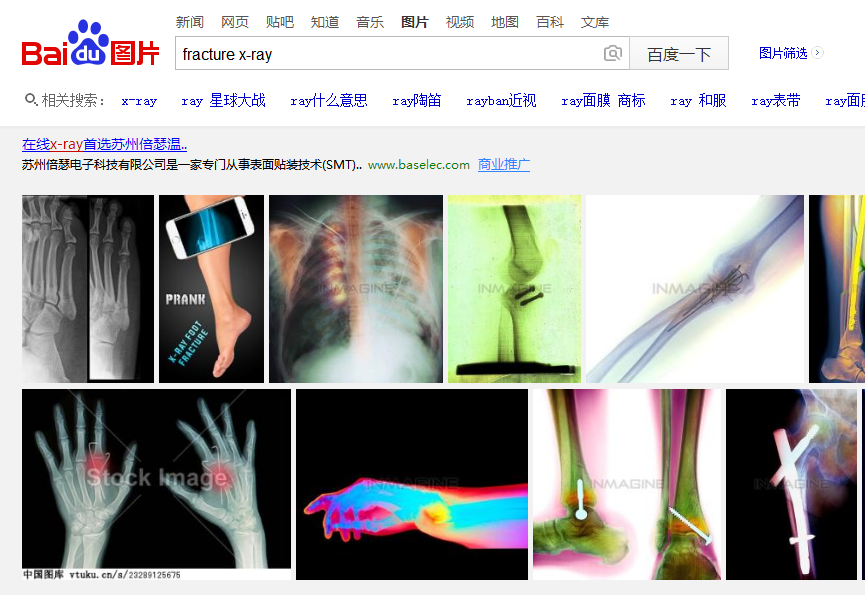 新闻 网页 贴吧 知道 音乐 图片 视频 地图 百科 文库
Baidu图片
fracture x-ray
百度一下
图片筛选
相关搜索： x-ray ray 星球大战 ray什么意思 ray陶笛 rayban近视 ray面膜 商标 ray 和服 ray表带 ray面膜
在线x-ray首选苏州倍瑟温..
苏州倍瑟电子科技有限公司是一家专门从事表面贴装技术(SMT).. www.baselec.com 商业推广
PRANK
X-RAY FOOT
FRACTURE
INMAGINE
INMAGINE
INMAGINE
Stock Image
INMAGINE
INMAGINE
INMAGINE
中国图库 vtuku.cn/s/23289125675